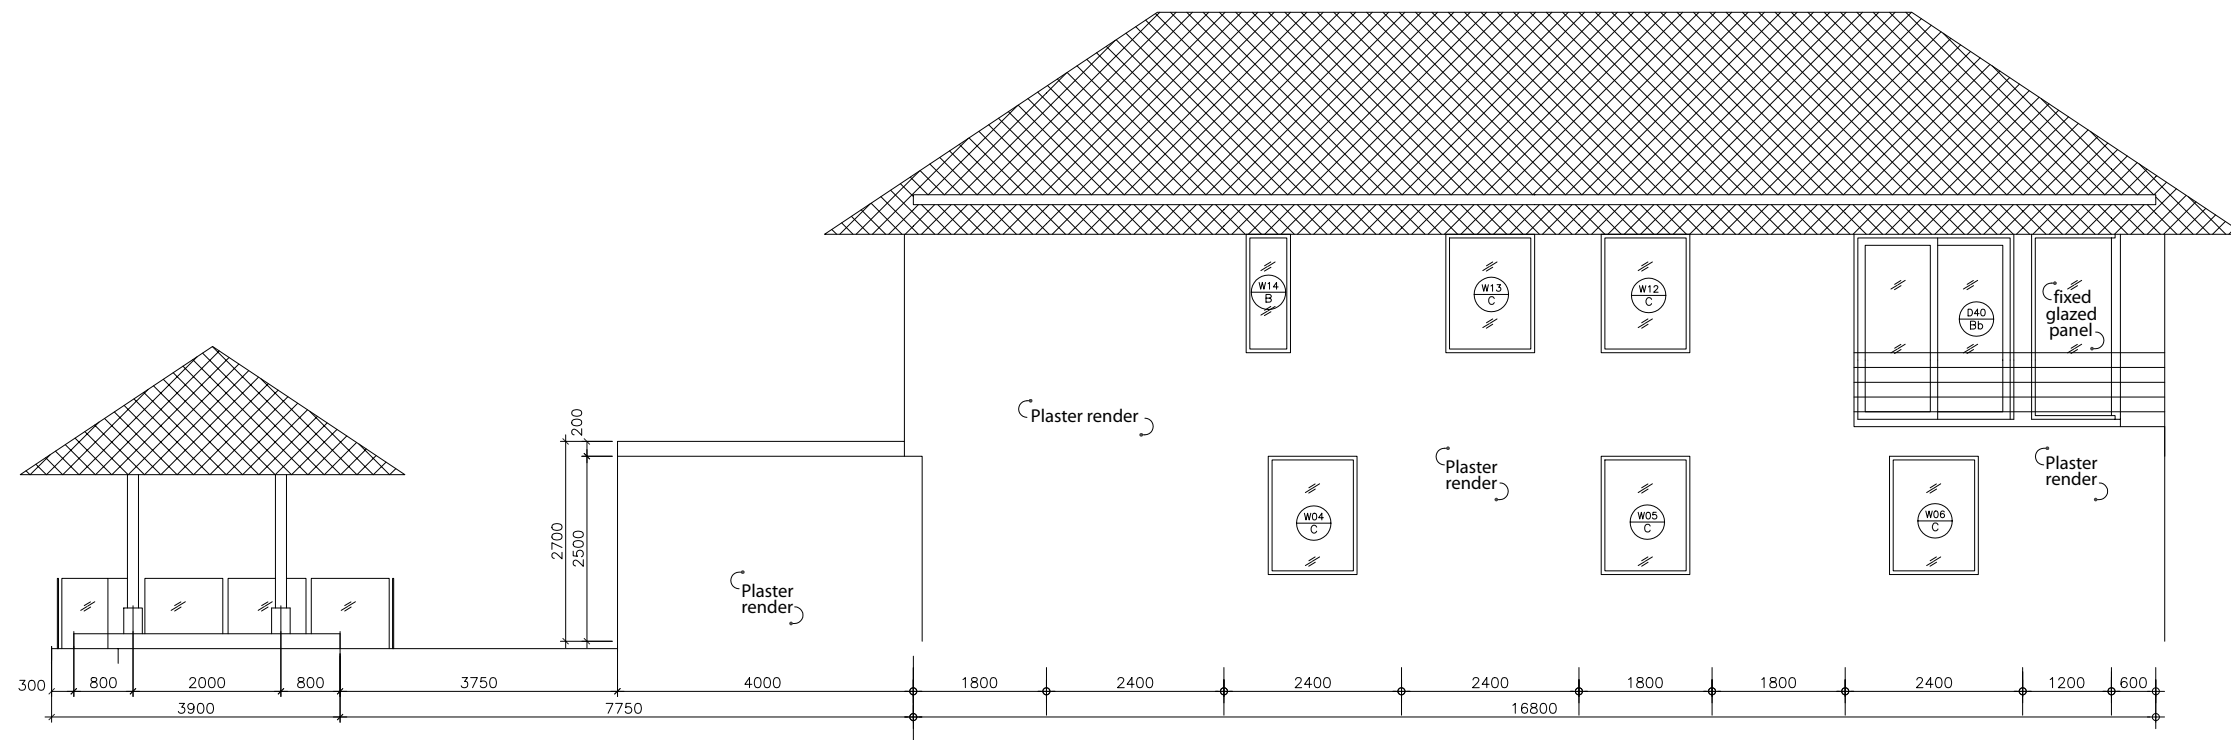 W14
B
W13
C
W12
C
D40
Bb
fixed
glazed
panel
Plaster render
Plaster
render
Plaster
render
Plaster
render
W04
C
W05
C
W06
C
200
2700
2500
300
800
2000
800
3750
4000
1800
2400
2400
2400
1800
1800
2400
1200
600
3900
7750
16800